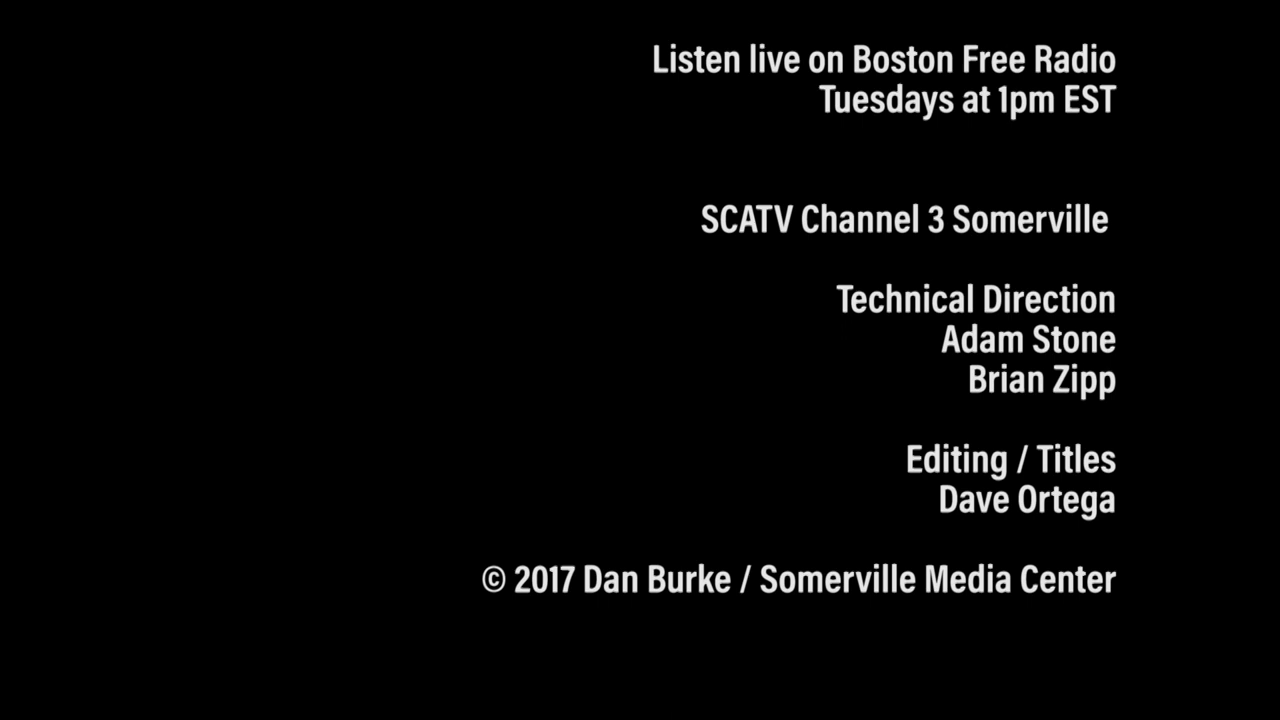 Listen live on Boston Free Radio
Tuesdays at 1pm EST
SCATV Channel 3 Somerville
Technical Direction
Adam Stone
Brian Zipp
Editing / Titles
Dave Ortega
© 2017 Dan Burke / Somerville Media Center